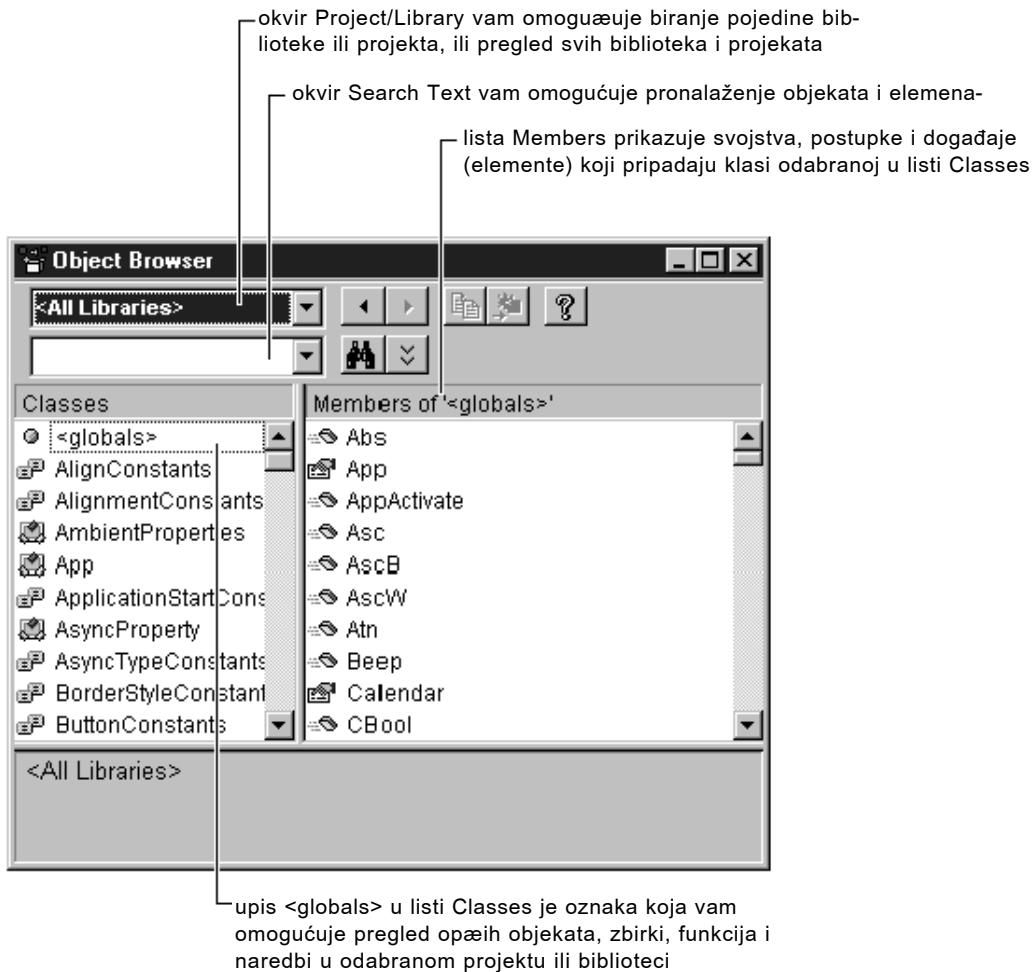 okvir Project/Library vam omoguæuje biranje pojedine bib-
lioteke ili projekta, ili pregled svih biblioteka i projekata
okvir Search Text vam omogućuje pronalaženje objekata i elemena-
lista Members prikazuje svojstva, postupke i događaje
(elemente) koji pripadaju klasi odabranoj u listi Classes
Object Browser
<All Libraries>
Classes
Members of '<globals>'
<globals>
AlignConstants
AlignmentConstants
AmbientProperties
App
ApplicationStartCons
AsyncProperty
AsyncTypeConstants
BorderStyleConstant
ButtonConstants
Abs
App
AppActivate
Asc
AscB
AscW
Atn
Beep
Calendar
CBool
<All Libraries>
upis <globals> u listi Classes je oznaka koja vam
omogućuje pregled opæih objekata, zbirki, funkcija i
naredbi u odabranom projektu ili biblioteci